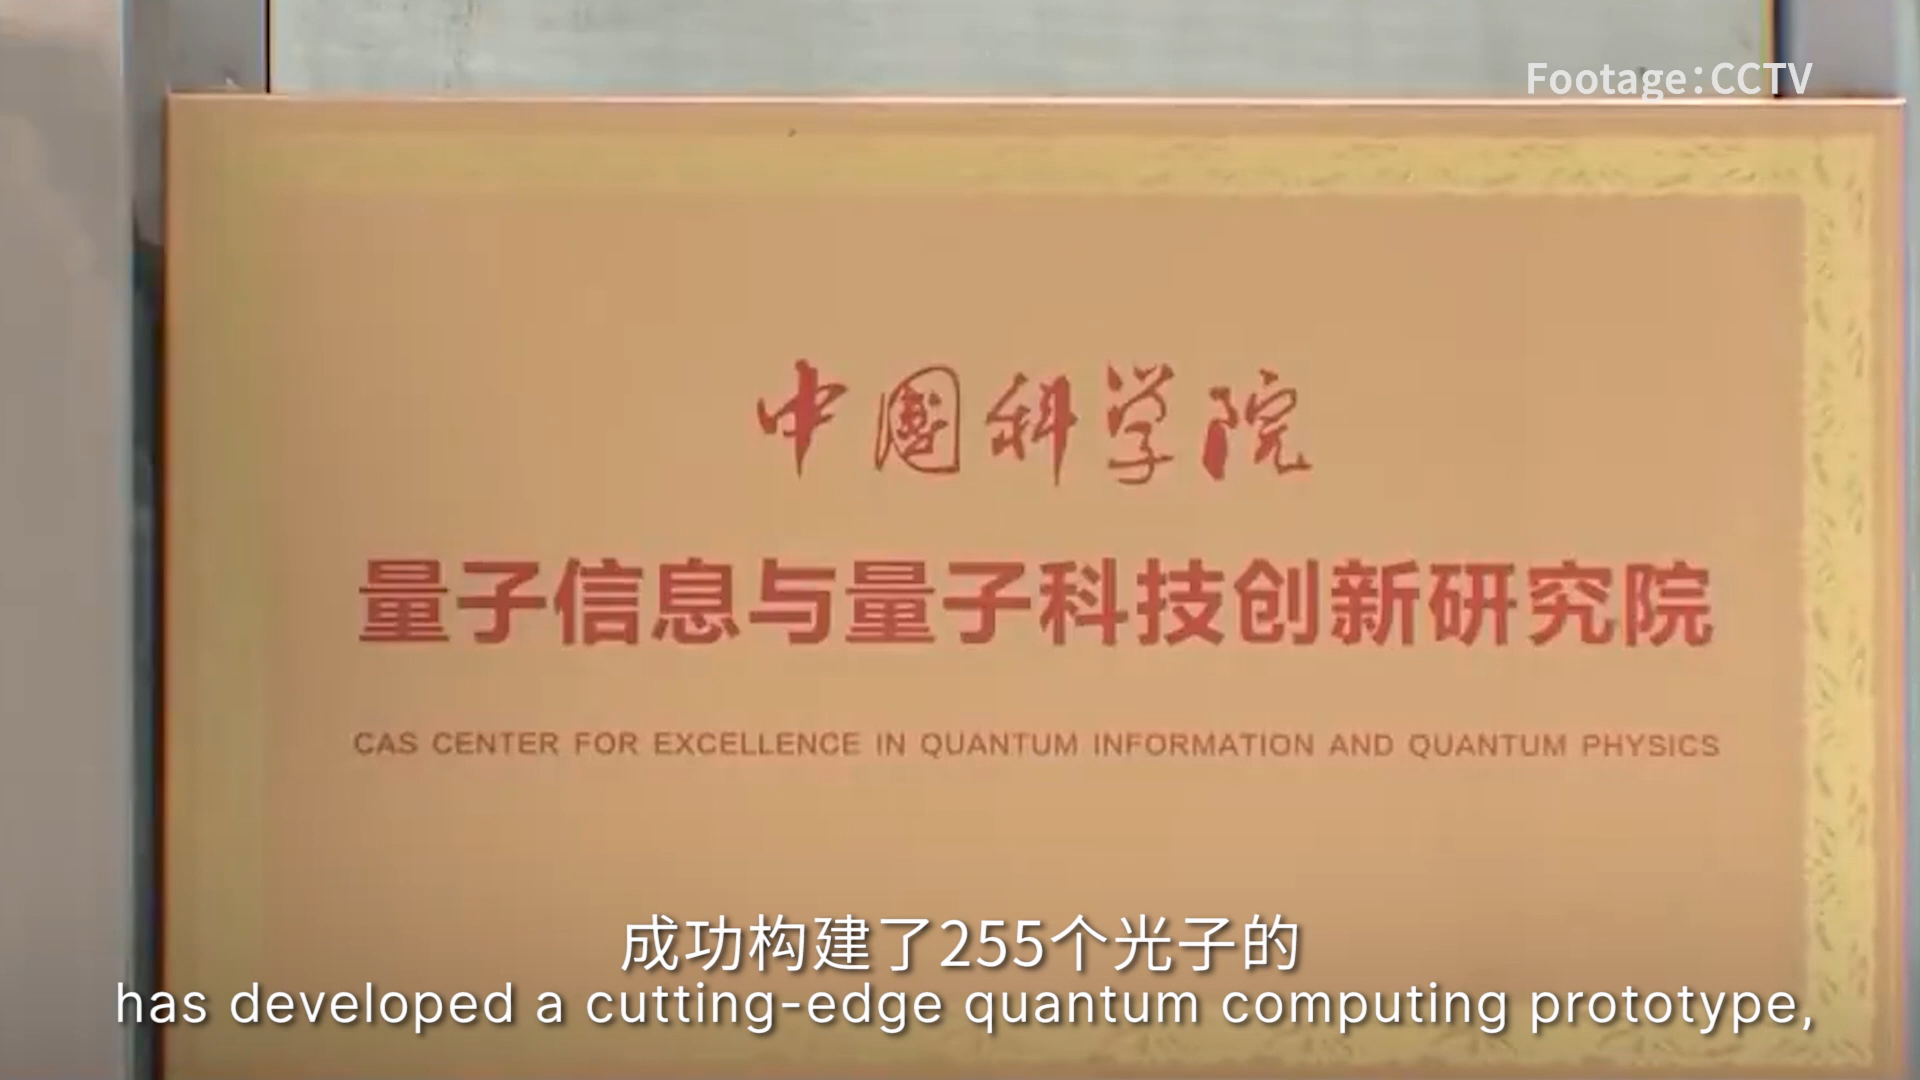 Footage:CCTV
中國科学院
量子信息与量子科技创新研究院
CAS CENTER FOR EXCELLENCE IN QUANTUM INFORMATION AND QUANTUM PHYSICS
成功构建了255个光子的
has developed a cutting-edge quantum computing prototype,